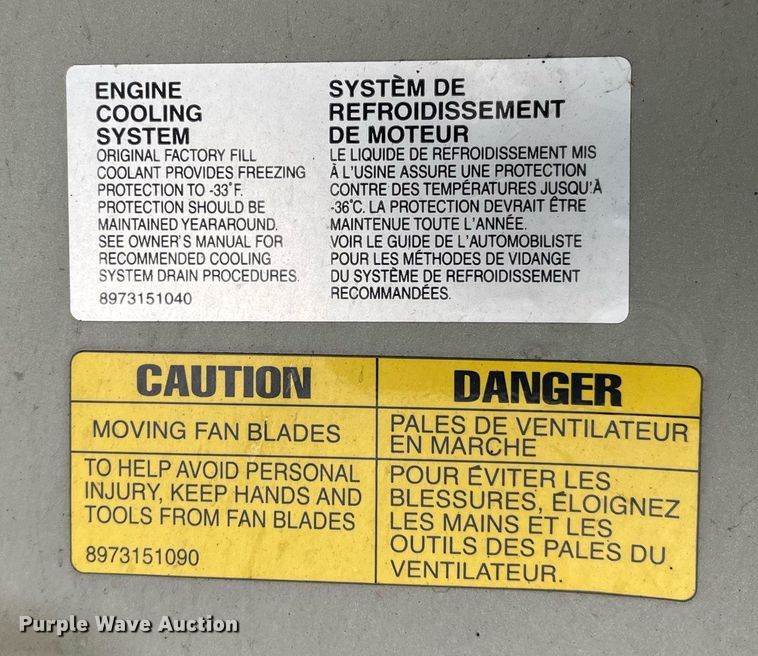 ENGINE
COOLING
SYSTEM
ORIGINAL FACTORY FILL
COOLANT PROVIDES FREEZING
PROTECTION TO -33°F.
PROTECTION SHOULD BE
MAINTAINED YEARAROUND.
SEE OWNER'S MANUAL FOR
RECOMMENDED COOLING
SYSTEM DRAIN PROCEDURES.
8973151040
SYSTÈM DE
REFROIDISSEMENT
DE MOTEUR
LE LIQUIDE DE REFROIDISSEMENT MIS
À L'USINE ASSURE UNE PROTECTION
CONTRE DES TEMPÉRATURES JUSQU'À
-36°C. LA PROTECTION DEVRAIT ÊTRE
MAINTENUE TOUTE L'ANNÉE.
VOIR LE GUIDE DE L'AUTOMOBILISTE
POUR LES MÉTHODES DE VIDANGE
DU SYSTÈME DE REFROIDISSEMENT
RECOMMANDÉES.
CAUTION
MOVING FAN BLADES
TO HELP AVOID PERSONAL
INJURY, KEEP HANDS AND
TOOLS FROM FAN BLADES
8973151090
DANGER
PALES DE VENTILATEUR
EN MARCHE
POUR ÉVITER LES
BLESSURES, ÉLOIGNEZ
LES MAINS ET LES
OUTILS DES PALES DU
VENTILATEUR.
Purple Wave Auction